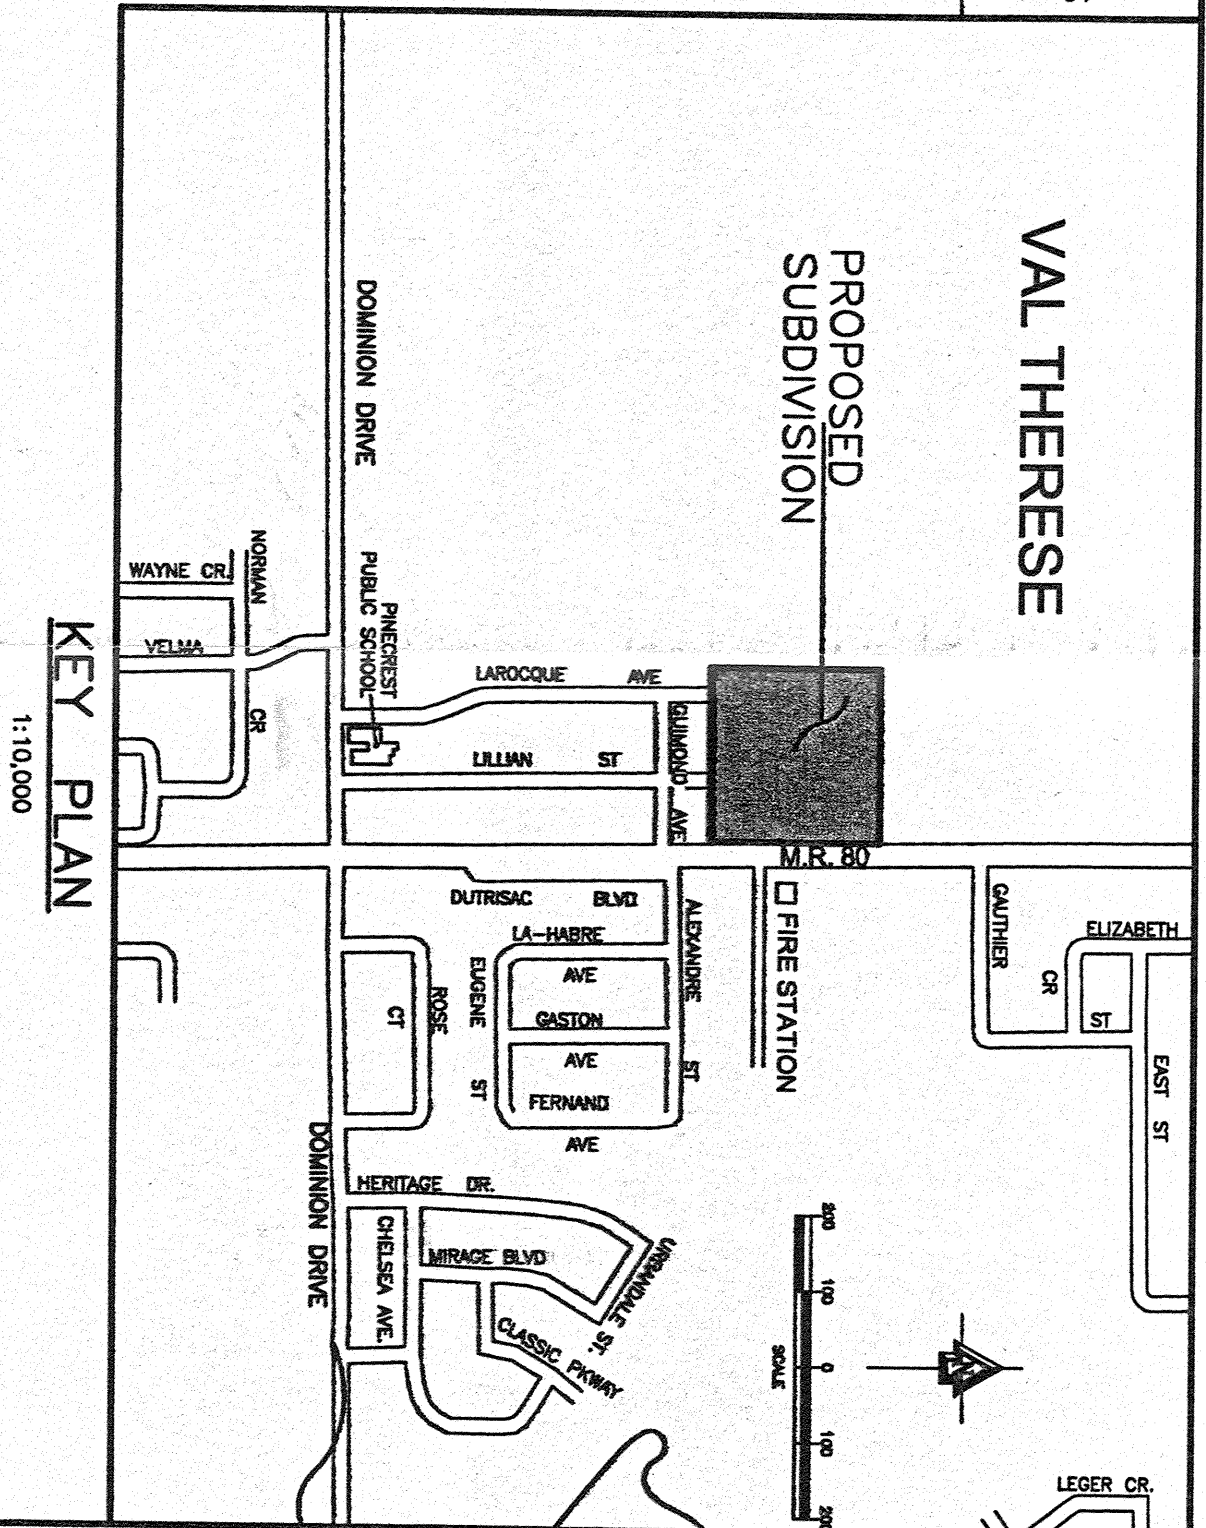 VAL THERESE
PROPOSED
SUBDIVISION
DOMINION DRIVE
PINECREST
PUBLIC SCHOOL
NORMAN
CR
WAYNE CR.
VELMA
LAROCQUE AVE
GUIMOND AVE
LILLIAN ST
M.R. 80
FIRE STATION
DUTRISAC BLVD
ALEXANDRE ST
LA-HABRE
AVE
GASTON
AVE
FERNAND
AVE
EUGENE ST
ROSE
CT
GAUTHIER
ELIZABETH
CR
ST
EAST ST
DOMINION DRIVE
HERITAGE DR.
CHELSEA AVE.
MIRAGE BLVD
URBANDALE ST.
CLASSIC PKWAY
200 100 0 100 200
SCALE
N
LEGER CR.
KEY PLAN
1:10,000